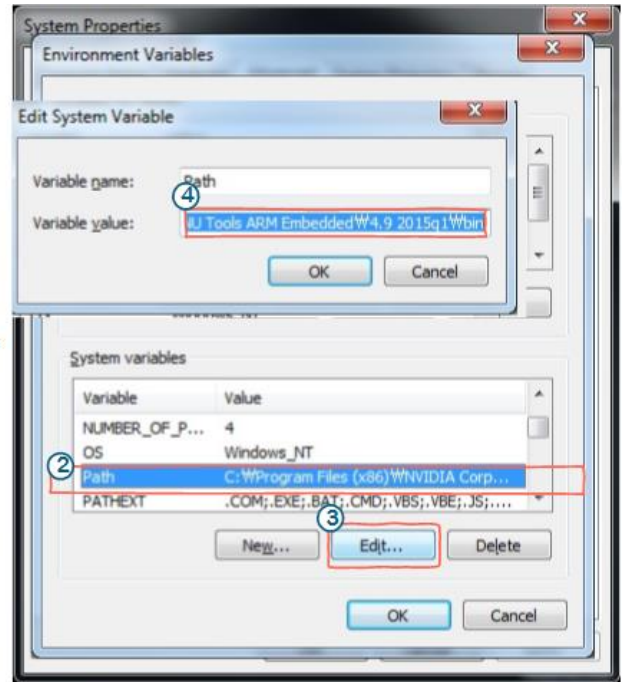 System Properties
Environment Variables
Edit System Variable
Variable name: Path
④
Variable value: NU Tools ARM Embedded₩4.9 2015q1₩bin
OK Cancel
System variables
Variable Value
NUMBER_OF_P... 4
OS Windows_NT
②
Path C:₩Program Files (x86)₩NVIDIA Corp...
PATHEXT .COM;.EXE;.BAT;.CMD;.VBS;.VBE;.JS;....
③
New... Edit... Delete
OK Cancel